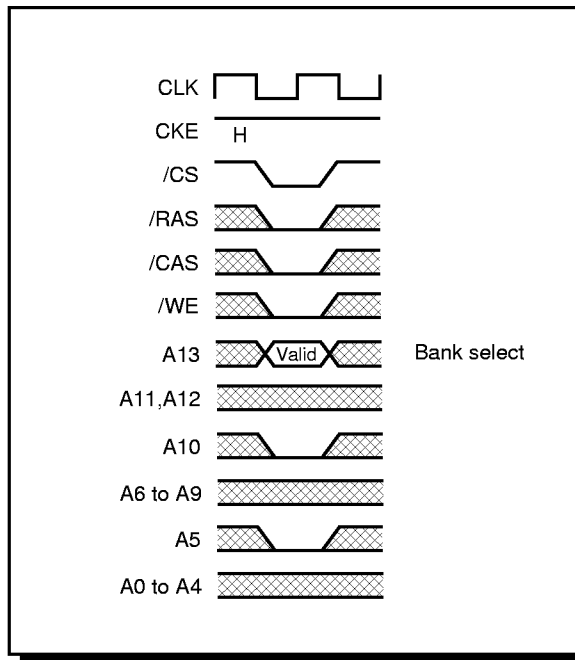 CLK
CKE H
/CS
/RAS
/CAS
/WE
A13 Valid Bank select
A11,A12
A10
A6 to A9
A5
A0 to A4